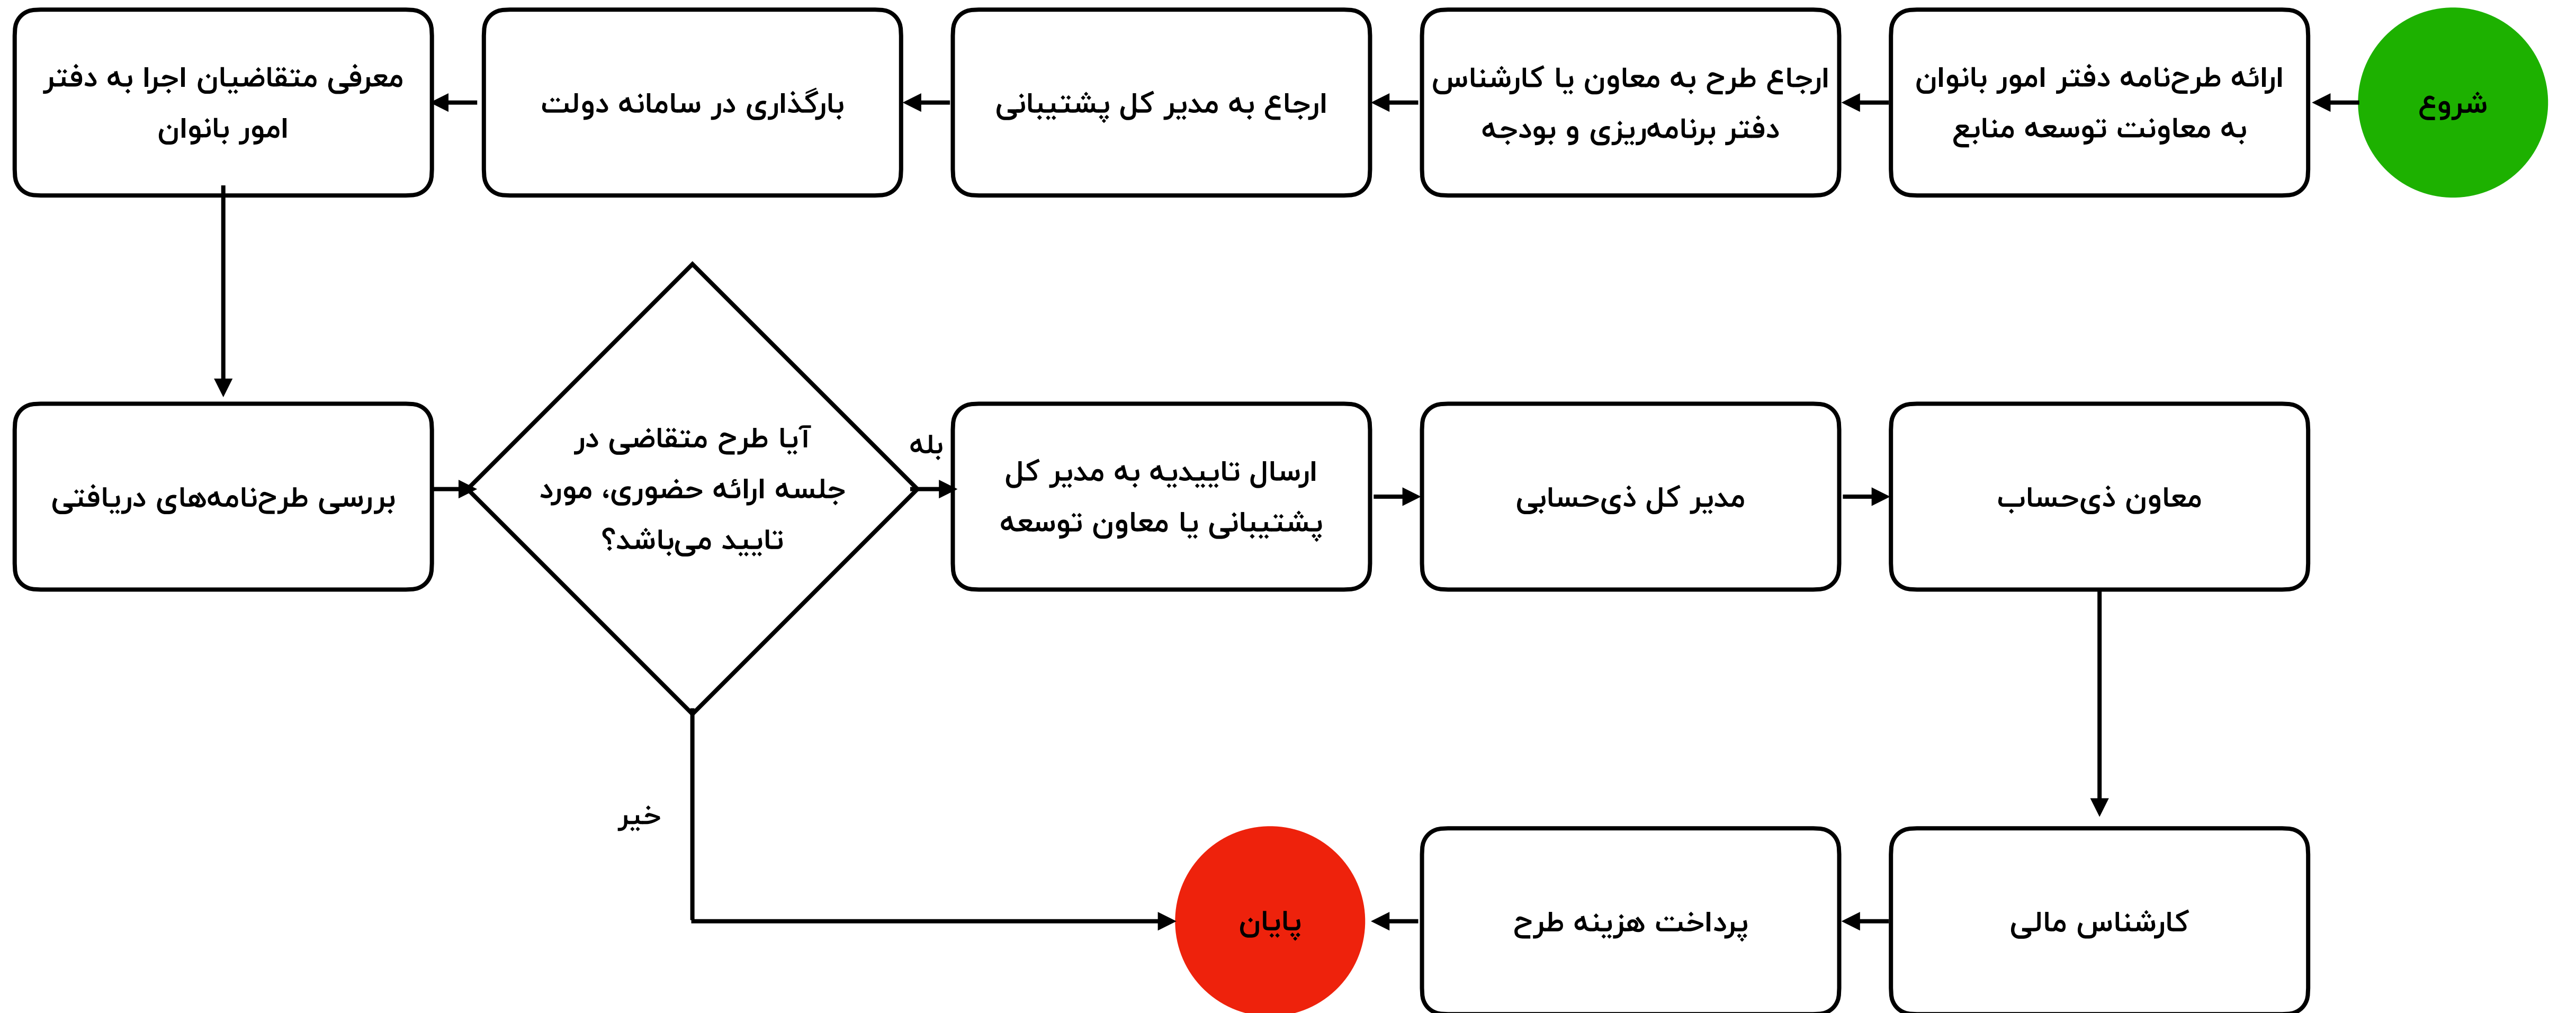 شروع
ارائه طرح‌نامه دفتر امور بانوان
به معاونت توسعه منابع
ارجاع طرح به معاون یا کارشناس
دفتر برنامه‌ریزی و بودجه
ارجاع به مدیر کل پشتیبانی
بارگذاری در سامانه دولت
معرفی متقاضیان اجرا به دفتر
امور بانوان
بررسی طرح‌نامه‌های دریافتی
آیا طرح متقاضی در
جلسه ارائه حضوری، مورد
تایید می‌باشد؟
بله
ارسال تاییدیه به مدیر کل
پشتیبانی یا معاون توسعه
مدیر کل ذی‌حسابی
معاون ذی‌حساب
کارشناس مالی
پرداخت هزینه طرح
خیر
پایان